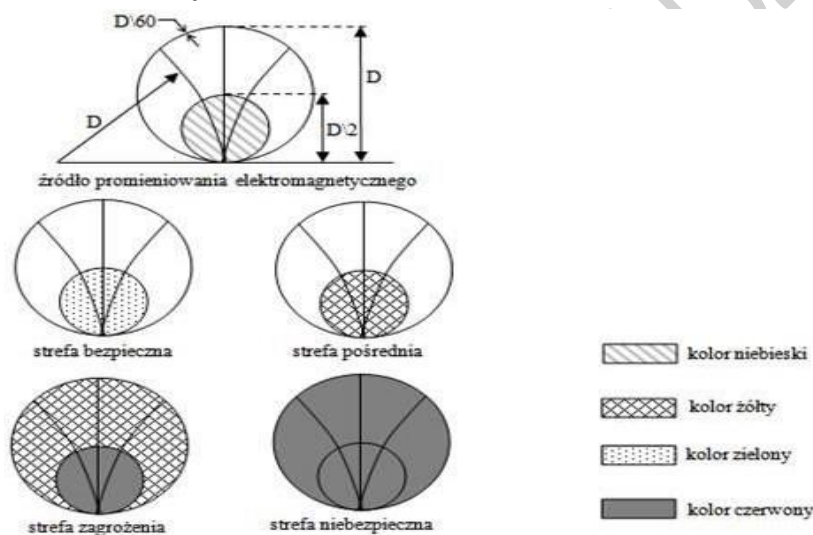 D\60
D
D
D\2
źródło promieniowania elektromagnetycznego
strefa bezpieczna
strefa pośrednia
kolor niebieski
kolor żółty
kolor zielony
kolor czerwony
strefa zagrożenia
strefa niebezpieczna